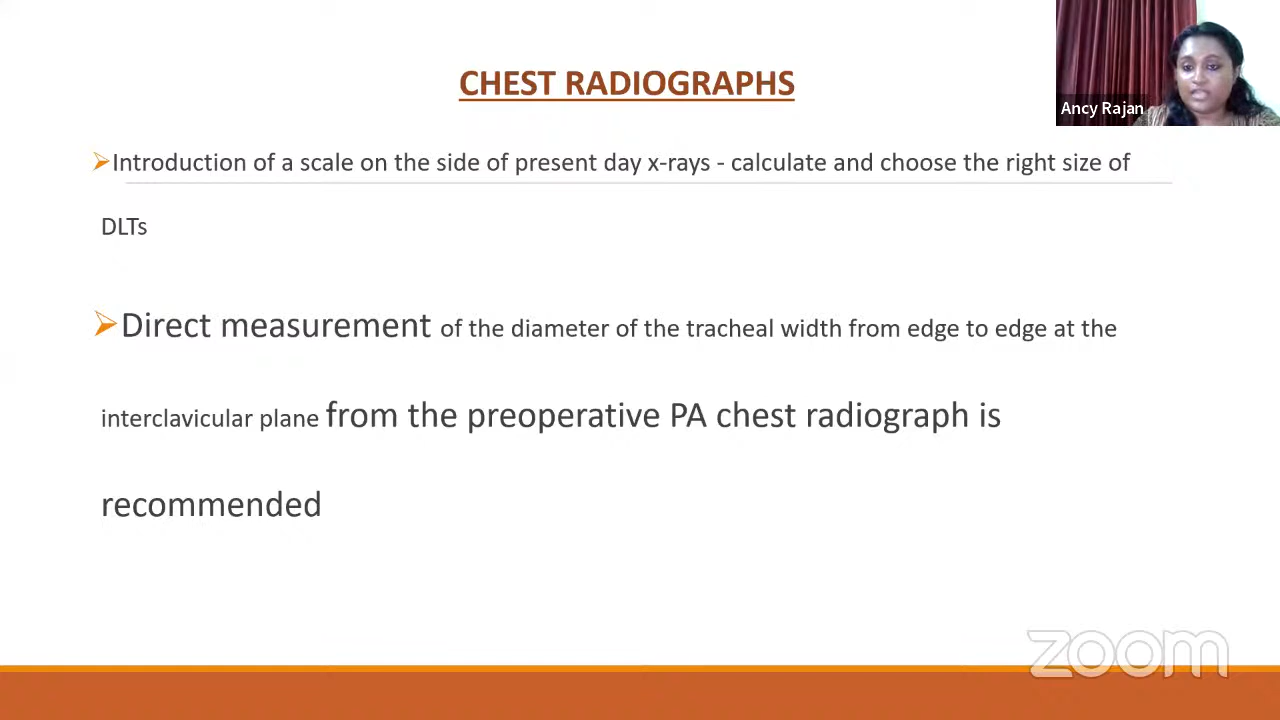 CHEST RADIOGRAPHS
Ancy Rajan
Introduction of a scale on the side of present day x-rays - calculate and choose the right size of
DLTs
Direct measurement of the diameter of the tracheal width from edge to edge at the
interclavicular plane from the preoperative PA chest radiograph is
recommended
zoom